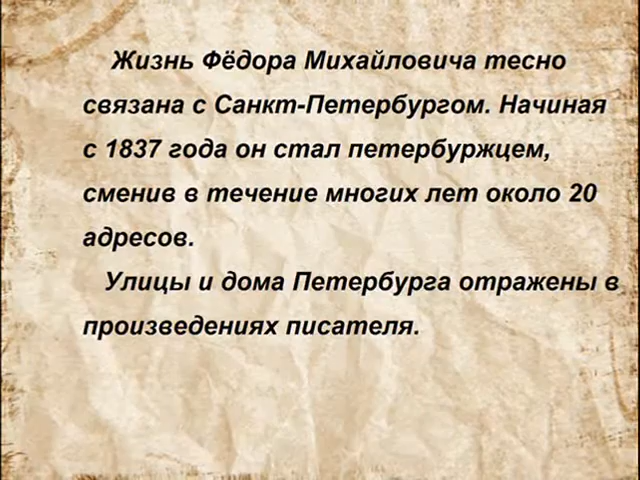 Жизнь Фёдора Михайловича тесно
связана с Санкт-Петербургом. Начиная
с 1837 года он стал петербуржцем,
сменив в течение многих лет около 20
адресов.
Улицы и дома Петербурга отражены в
произведениях писателя.